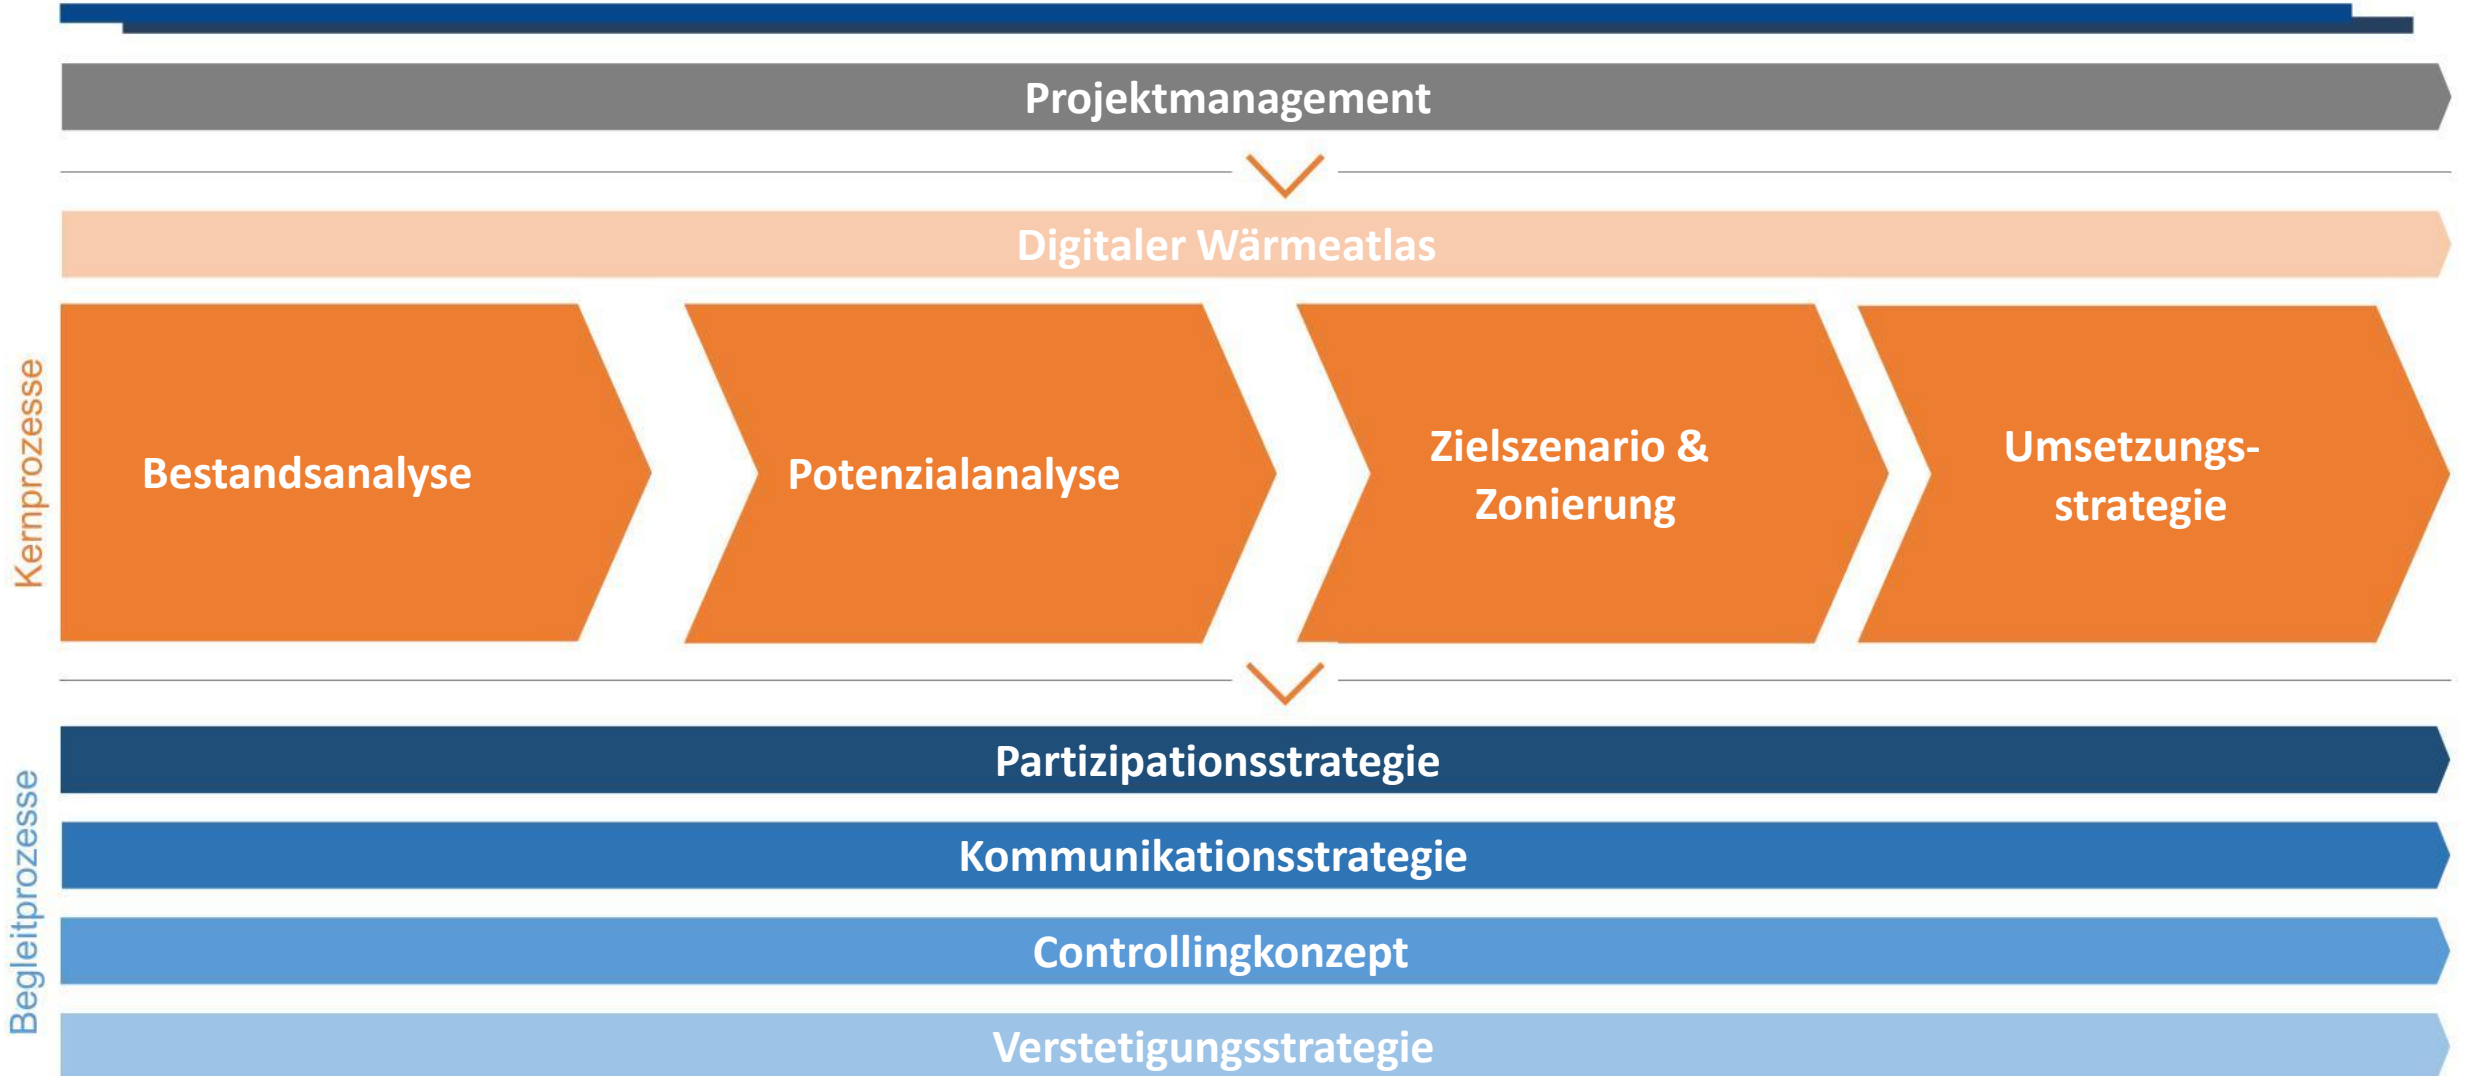 Projektmanagement
Digitaler Wärmeatlas
Kernprozesse
Bestandsanalyse
Potenzialanalyse
Zielszenario &
Zonierung
Umsetzungs-
strategie
Begleitprozesse
Partizipationsstrategie
Kommunikationsstrategie
Controllingkonzept
Verstetigungsstrategie